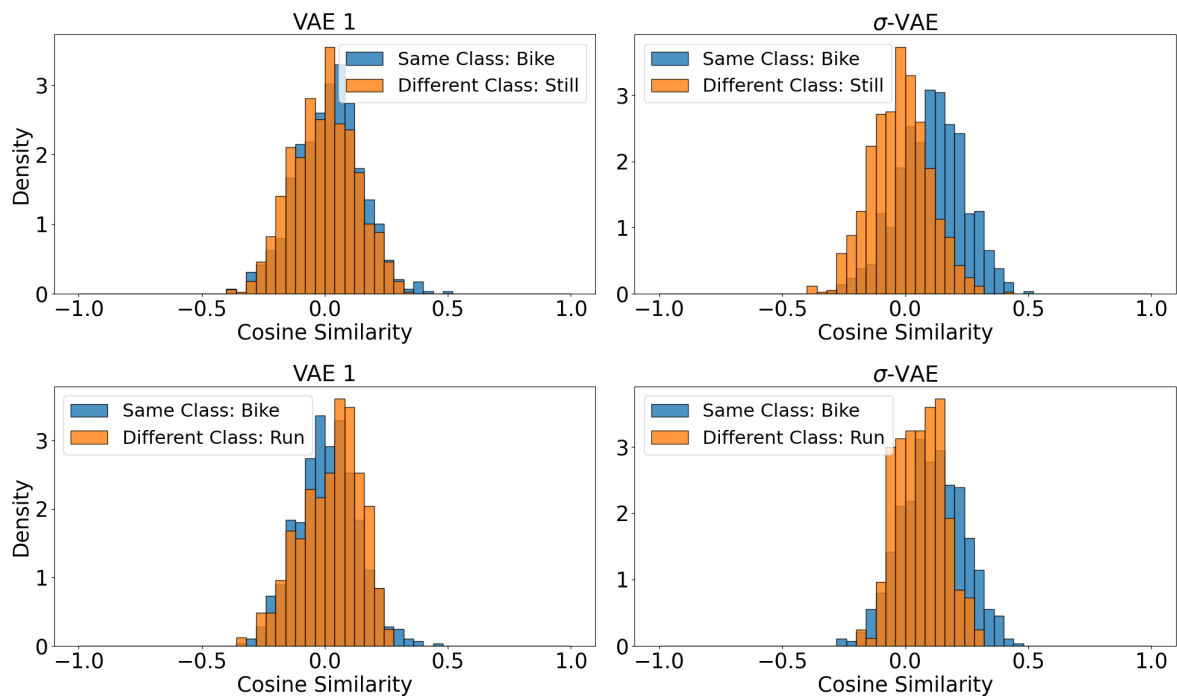 VAE 1
Same Class: Bike
Different Class: Still
Density
0
1
2
3
−1.0
−0.5
0.0
0.5
1.0
Cosine Similarity
σ-VAE
Same Class: Bike
Different Class: Still
0
1
2
3
−1.0
−0.5
0.0
0.5
1.0
Cosine Similarity
VAE 1
Same Class: Bike
Different Class: Run
Density
0
1
2
3
−1.0
−0.5
0.0
0.5
1.0
Cosine Similarity
σ-VAE
Same Class: Bike
Different Class: Run
0
1
2
3
−1.0
−0.5
0.0
0.5
1.0
Cosine Similarity